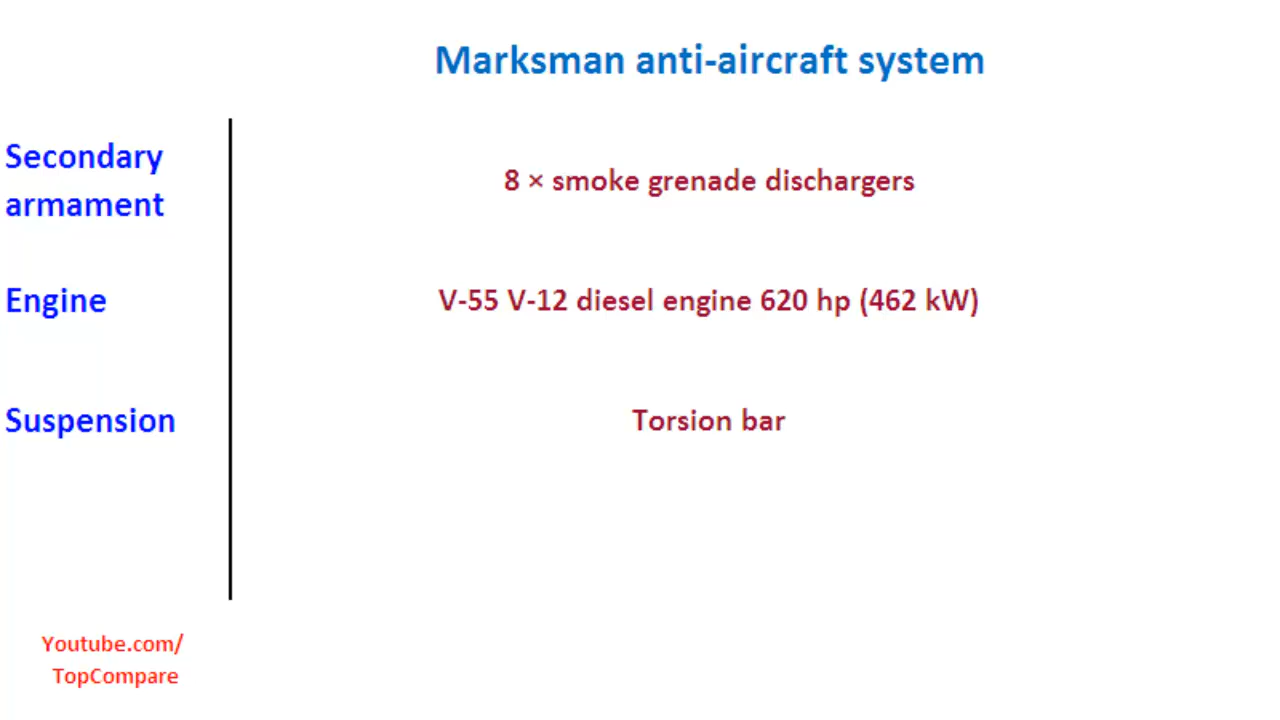 Marksman anti-aircraft system
Secondary
armament
8 × smoke grenade dischargers
Engine
V-55 V-12 diesel engine 620 hp (462 kW)
Suspension
Torsion bar
Youtube.com/
TopCompare